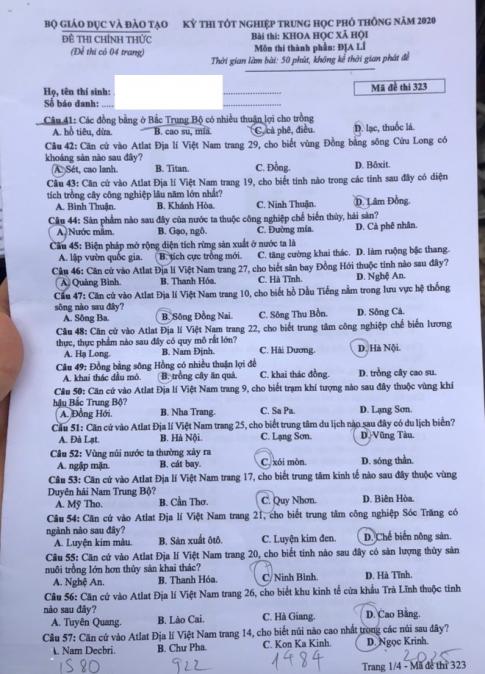 BỘ GIÁO DỤC VÀ ĐÀO TẠO KỲ THI TỐT NGHIỆP TRUNG HỌC PHỔ THÔNG NĂM 2020
ĐỀ THI CHÍNH THỨC Bài thi: KHOA HỌC XÃ HỘI
(Đề thi có 04 trang) Môn thi thành phần: ĐỊA LÍ
Thời gian làm bài: 50 phút, không kể thời gian phát đề
Mã đề thi 323
Họ, tên thí sinh:
Số báo danh:
Câu 41: Các đồng bằng ở Bắc Trung Bộ có nhiều thuận lợi cho trồng
A. hồ tiêu, dừa. B. cao su, mía. C. cà phê, điều. D. lạc, thuốc lá.
Câu 42: Căn cứ vào Atlat Địa lí Việt Nam trang 29, cho biết vùng Đồng bằng sông Cửu Long có
khoáng sản nào sau đây?
A. Sét, cao lanh. B. Titan. C. Đồng. D. Bôxit.
Câu 43: Căn cứ vào Atlat Địa lí Việt Nam trang 19, cho biết tỉnh nào trong các tỉnh sau đây có diện
tích trồng cây công nghiệp lâu năm lớn nhất?
A. Bình Thuận. B. Khánh Hòa. C. Ninh Thuận. D. Lâm Đồng.
Câu 44: Sản phẩm nào sau đây của nước ta thuộc công nghiệp chế biến thủy, hải sản?
A. Nước mắm. B. Gạo, ngô. C. Đường mía. D. Cà phê nhân.
Câu 45: Biện pháp mở rộng diện tích rừng sản xuất ở nước ta là
A. lập vườn quốc gia. B. tích cực trồng mới. C. tăng cường khai thác. D. làm ruộng bậc thang.
Câu 46: Căn cứ vào Atlat Địa lí Việt Nam trang 27, cho biết sân bay Đồng Hới thuộc tỉnh nào sau đây?
A. Quảng Bình. B. Thanh Hóa. C. Hà Tĩnh. D. Nghệ An.
Câu 47: Căn cứ vào Atlat Địa lí Việt Nam trang 10, cho biết hồ Dầu Tiếng nằm trong lưu vực hệ thống
sông nào sau đây?
A. Sông Ba. B. Sông Đồng Nai. C. Sông Thu Bồn. D. Sông Cả.
Câu 48: Căn cứ vào Atlat Địa lí Việt Nam trang 22, cho biết trung tâm công nghiệp chế biến lương
thực, thực phẩm nào sau đây có quy mô rất lớn?
A. Hạ Long. B. Nam Định. C. Hải Dương. D. Hà Nội.
Câu 49: Đồng bằng sông Hồng có nhiều thuận lợi để
A. khai thác dầu mỏ. B. trồng cây ăn quả. C. khai thác đồng. D. trồng cây cao su.
Câu 50: Căn cứ vào Atlat Địa lí Việt Nam trang 9, cho biết trạm khí tượng nào sau đây thuộc vùng khí
hậu Bắc Trung Bộ?
A. Đồng Hới. B. Nha Trang. C. Sa Pa. D. Lạng Sơn.
Câu 51: Căn cứ vào Atlat Địa lí Việt Nam trang 25, cho biết trung tâm du lịch nào sau đây có du lịch biển?
A. Đà Lạt. B. Hà Nội. C. Lạng Sơn. D. Vũng Tàu.
Câu 52: Vùng núi nước ta thường xảy ra
A. ngập mặn. B. cát bay. C. xói mòn. D. sóng thần.
Câu 53: Căn cứ vào Atlat Địa lí Việt Nam trang 17, cho biết trung tâm kinh tế nào sau đây thuộc vùng
Duyên hải Nam Trung Bộ?
A. Mỹ Tho. B. Cần Thơ. C. Quy Nhơn. D. Biên Hòa.
Câu 54: Căn cứ vào Atlat Địa lí Việt Nam trang 21, cho biết trung tâm công nghiệp Sóc Trăng có
ngành nào sau đây?
A. Luyện kim màu. B. Sản xuất ôtô. C. Luyện kim đen. D. Chế biến nông sản.
Câu 55: Căn cứ vào Atlat Địa lí Việt Nam trang 20, cho biết tỉnh nào sau đây có sản lượng thủy sản
nuôi trồng lớn hơn thủy sản khai thác?
A. Nghệ An. B. Thanh Hóa. C. Ninh Bình. D. Hà Tĩnh.
Câu 56: Căn cứ vào Atlat Địa lí Việt Nam trang 26, cho biết khu kinh tế cửa khẩu Trà Lĩnh thuộc tỉnh
nào sau đây?
A. Tuyên Quang. B. Lào Cai. C. Hà Giang. D. Cao Bằng.
Câu 57: Căn cứ vào Atlat Địa lí Việt Nam trang 14, cho biết núi nào cao nhất trong các núi sau đây?
A. Nam Decbri. B. Chư Pha. C. Kon Ka Kinh. D. Ngọc Krinh.
1580 922 1484 2025
Trang 1/4 - Mã đề thi 323